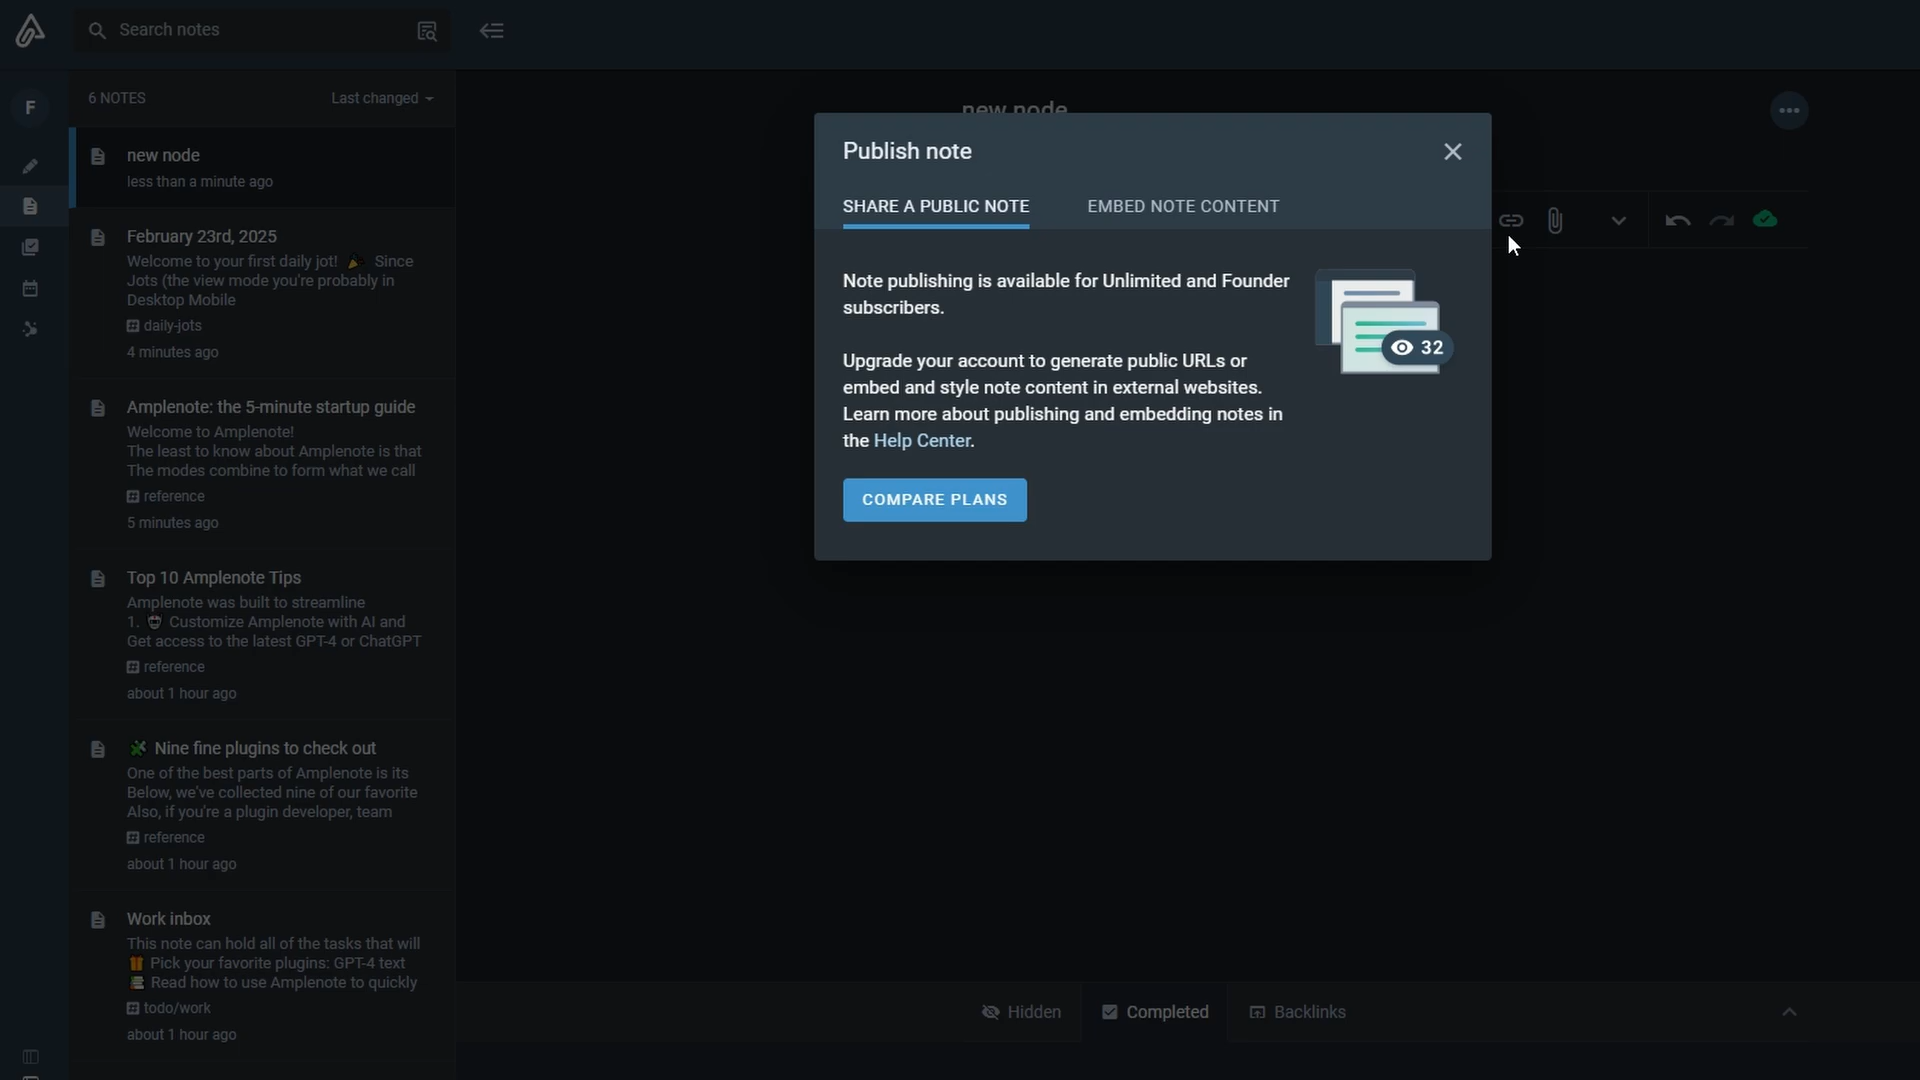 Search notes
6 NOTES
Last changed
F
new node
less than a minute ago
February 23rd, 2025
Welcome to your first daily jot! 🎉 Since
Jots (the view mode you're probably in
Desktop Mobile
daily-jots
4 minutes ago
Amplenote: the 5-minute startup guide
Welcome to Amplenote!
The least to know about Amplenote is that
The modes combine to form what we call
reference
5 minutes ago
Top 10 Amplenote Tips
Amplenote was built to streamline
1. Customize Amplenote with AI and
Get access to the latest GPT-4 or ChatGPT
reference
about 1 hour ago
Nine fine plugins to check out
One of the best parts of Amplenote is its
Below, we've collected nine of our favorite
Also, if you're a plugin developer, team
reference
about 1 hour ago
Work inbox
This note can hold all of the tasks that will
🎁 Pick your favorite plugins: GPT-4 text
📚 Read how to use Amplenote to quickly
todo/work
about 1 hour ago
new node
Publish note
SHARE A PUBLIC NOTE
EMBED NOTE CONTENT
Note publishing is available for Unlimited and Founder
subscribers.
Upgrade your account to generate public URLs or
embed and style note content in external websites.
Learn more about publishing and embedding notes in
the Help Center.
32
COMPARE PLANS
Hidden
Completed
Backlinks